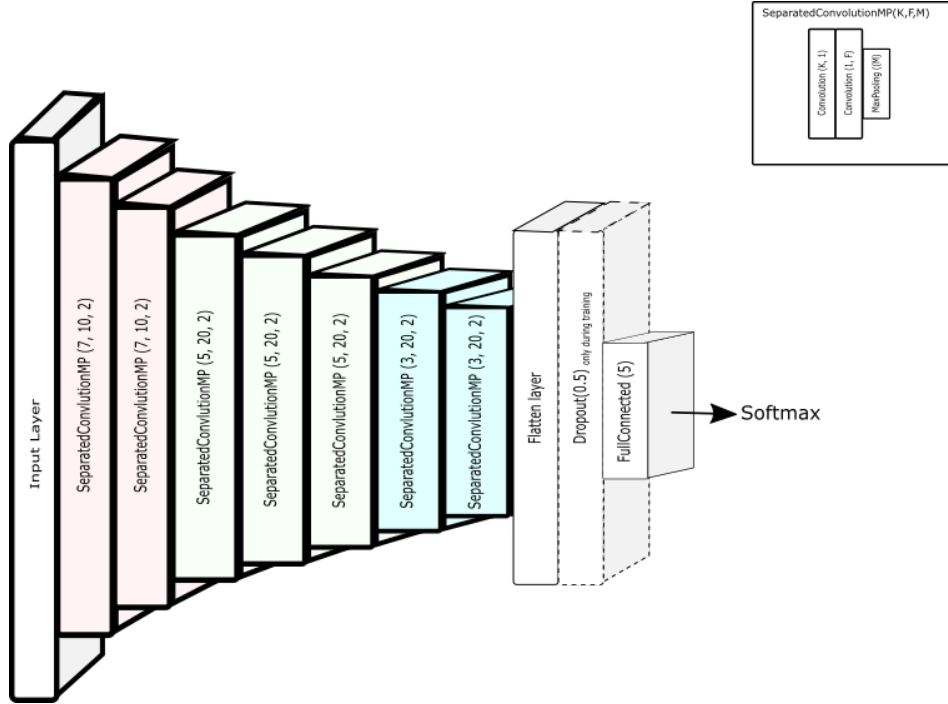 SeparatedConvolutionMP(K,F,M)
Convolution (K, 1)
Convolution (1, F)
MaxPooling ((M)
Input Layer
SeparatedConvlutionMP (7, 10, 2)
SeparatedConvlutionMP (7, 10, 2)
SeparatedConvlutionMP (5, 20, 2)
SeparatedConvlutionMP (5, 20, 2)
SeparatedConvlutionMP (5, 20, 2)
SeparatedConvlutionMP (3, 20, 2)
SeparatedConvlutionMP (3, 20, 2)
Flatten layer
Dropout(0.5) only during training
FullConnected (5)
Softmax